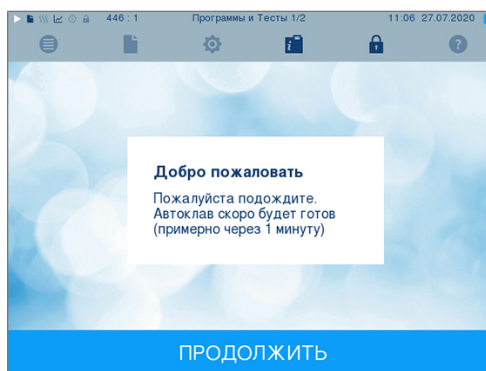 446 : 1 Программы и Тесты 1/2 11:06 27.07.2020
Добро пожаловать
Пожалуйста подождите.
Автоклав скоро будет готов
(примерно через 1 минуту)
ПРОДОЛЖИТЬ